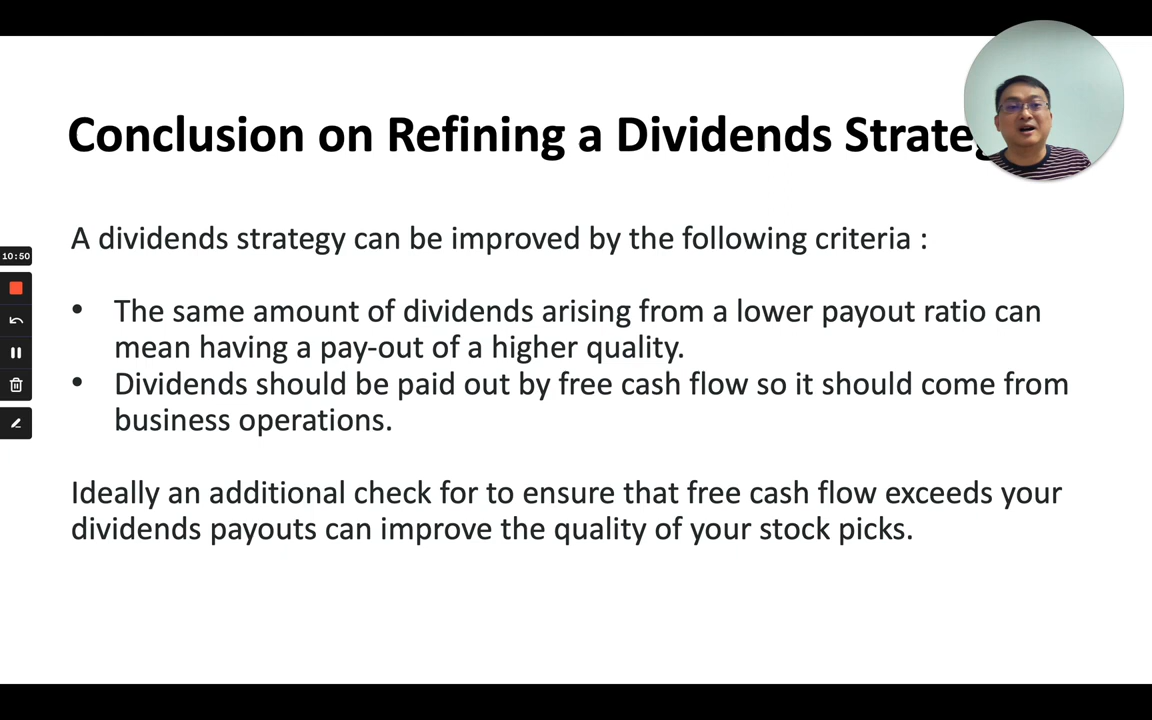 Conclusion on Refining a Dividends
A dividends strategy can be improved by the following criteria :
10:50
• The same amount of dividends arising from a lower payout ratio can
mean having a pay-out of a higher quality.
• Dividends should be paid out by free cash flow so it should come from
business operations.
Ideally an additional check for to ensure that free cash flow exceeds your
dividends payouts can improve the quality of your stock picks.